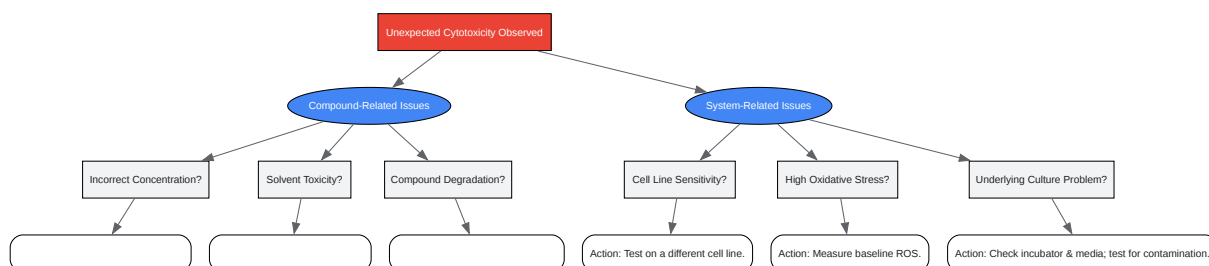 Unexpected Cytotoxicity Observed
Compound-Related Issues
System-Related Issues
Incorrect Concentration?
Solvent Toxicity?
Compound Degradation?
Cell Line Sensitivity?
High Oxidative Stress?
Underlying Culture Problem?
Action: Test on a different cell line.
Action: Measure baseline ROS.
Action: Check incubator & media; test for contamination.